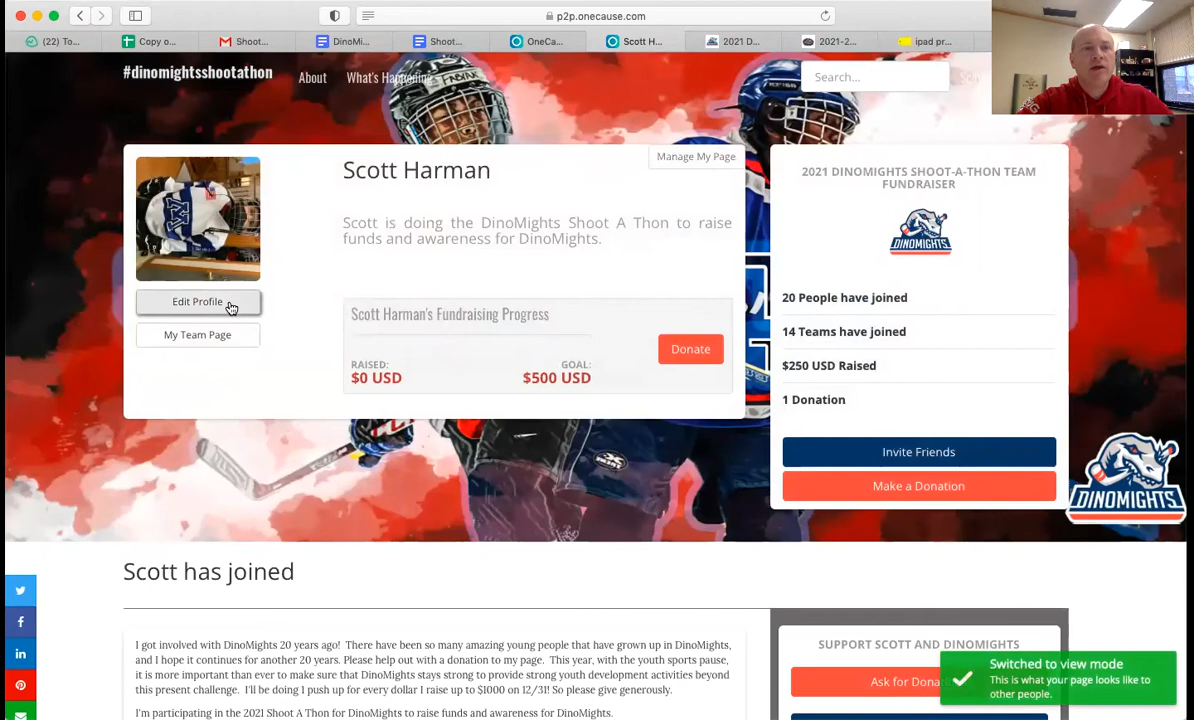 p2p.onecause.com
(22) To...
Copy o...
Shoot...
DinoMi...
Shoot...
OneCa...
Scott H...
2021 D...
2021-2...
ipad pr...
#dinomightsshootathon
About
What's Happening
Search...
Manage My Page
Scott Harman
Scott is doing the DinoMights Shoot A Thon to raise
funds and awareness for DinoMights.
Edit Profile
My Team Page
Scott Harman's Fundraising Progress
RAISED:
$0 USD
GOAL:
$500 USD
Donate
2021 DINOMIGHTS SHOOT-A-THON TEAM
FUNDRAISER
DINOMIGHTS
20 People have joined
14 Teams have joined
$250 USD Raised
1 Donation
Invite Friends
Make a Donation
DINOMIGHTS
Scott has joined
I got involved with DinoMights 20 years ago! There have been so many amazing young people that have grown up in DinoMights,
and I hope it continues for another 20 years. Please help out with a donation to my page. This year, with the youth sports pause,
it is more important than ever to make sure that DinoMights stays strong to provide strong youth development activities beyond
this present challenge. I'll be doing 1 push up for every dollar I raise up to $1000 on 12/31! So please give generously.
I'm participating in the 2021 Shoot A Thon for DinoMights to raise funds and awareness for DinoMights.
SUPPORT SCOTT AND DINOMIGHTS
Ask for Dona
Switched to view mode
This is what your page looks like to
other people.